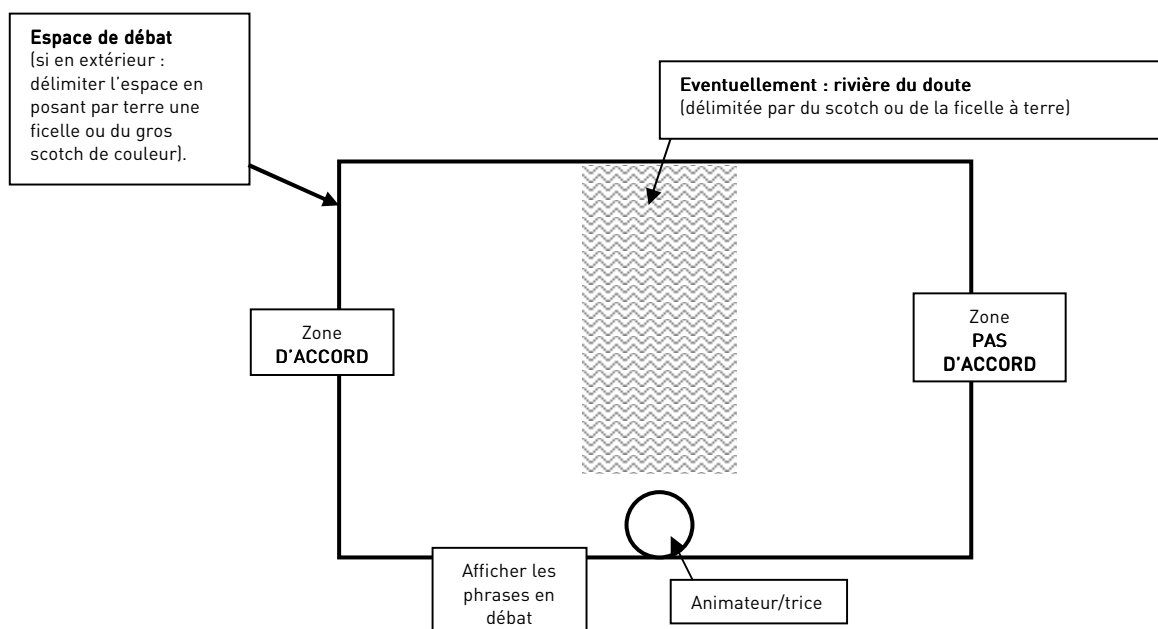 Espace de débat
(si en extérieur :
délimiter l'espace en
posant par terre une
ficelle ou du gros
scotch de couleur).
Eventuellement : rivière du doute
(délimitée par du scotch ou de la ficelle à terre)
Zone
D'ACCORD
Zone
PAS
D'ACCORD
Afficher les
phrases en
débat
Animateur/trice